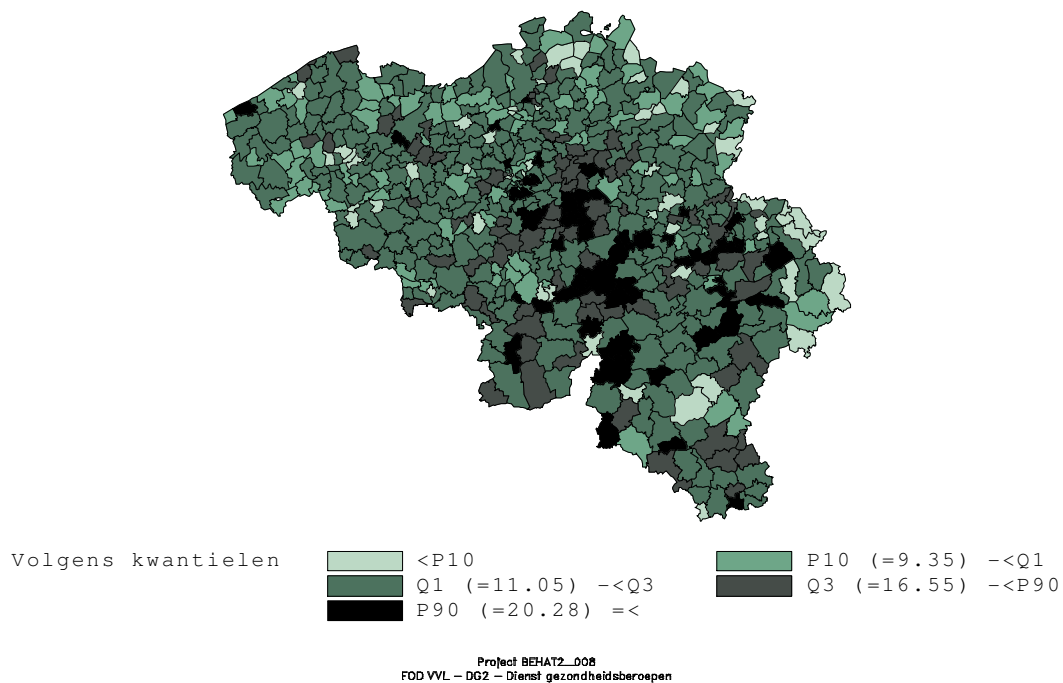 Volgens kwantielen
<P10
P10 (=9.35) -<Q1
Q1 (=11.05) -<Q3
Q3 (=16.55) -<P90
P90 (=20.28) =<
Project BEHAT2_008
FOD VVL - DG2 - Dienst gezondheidsberoepen